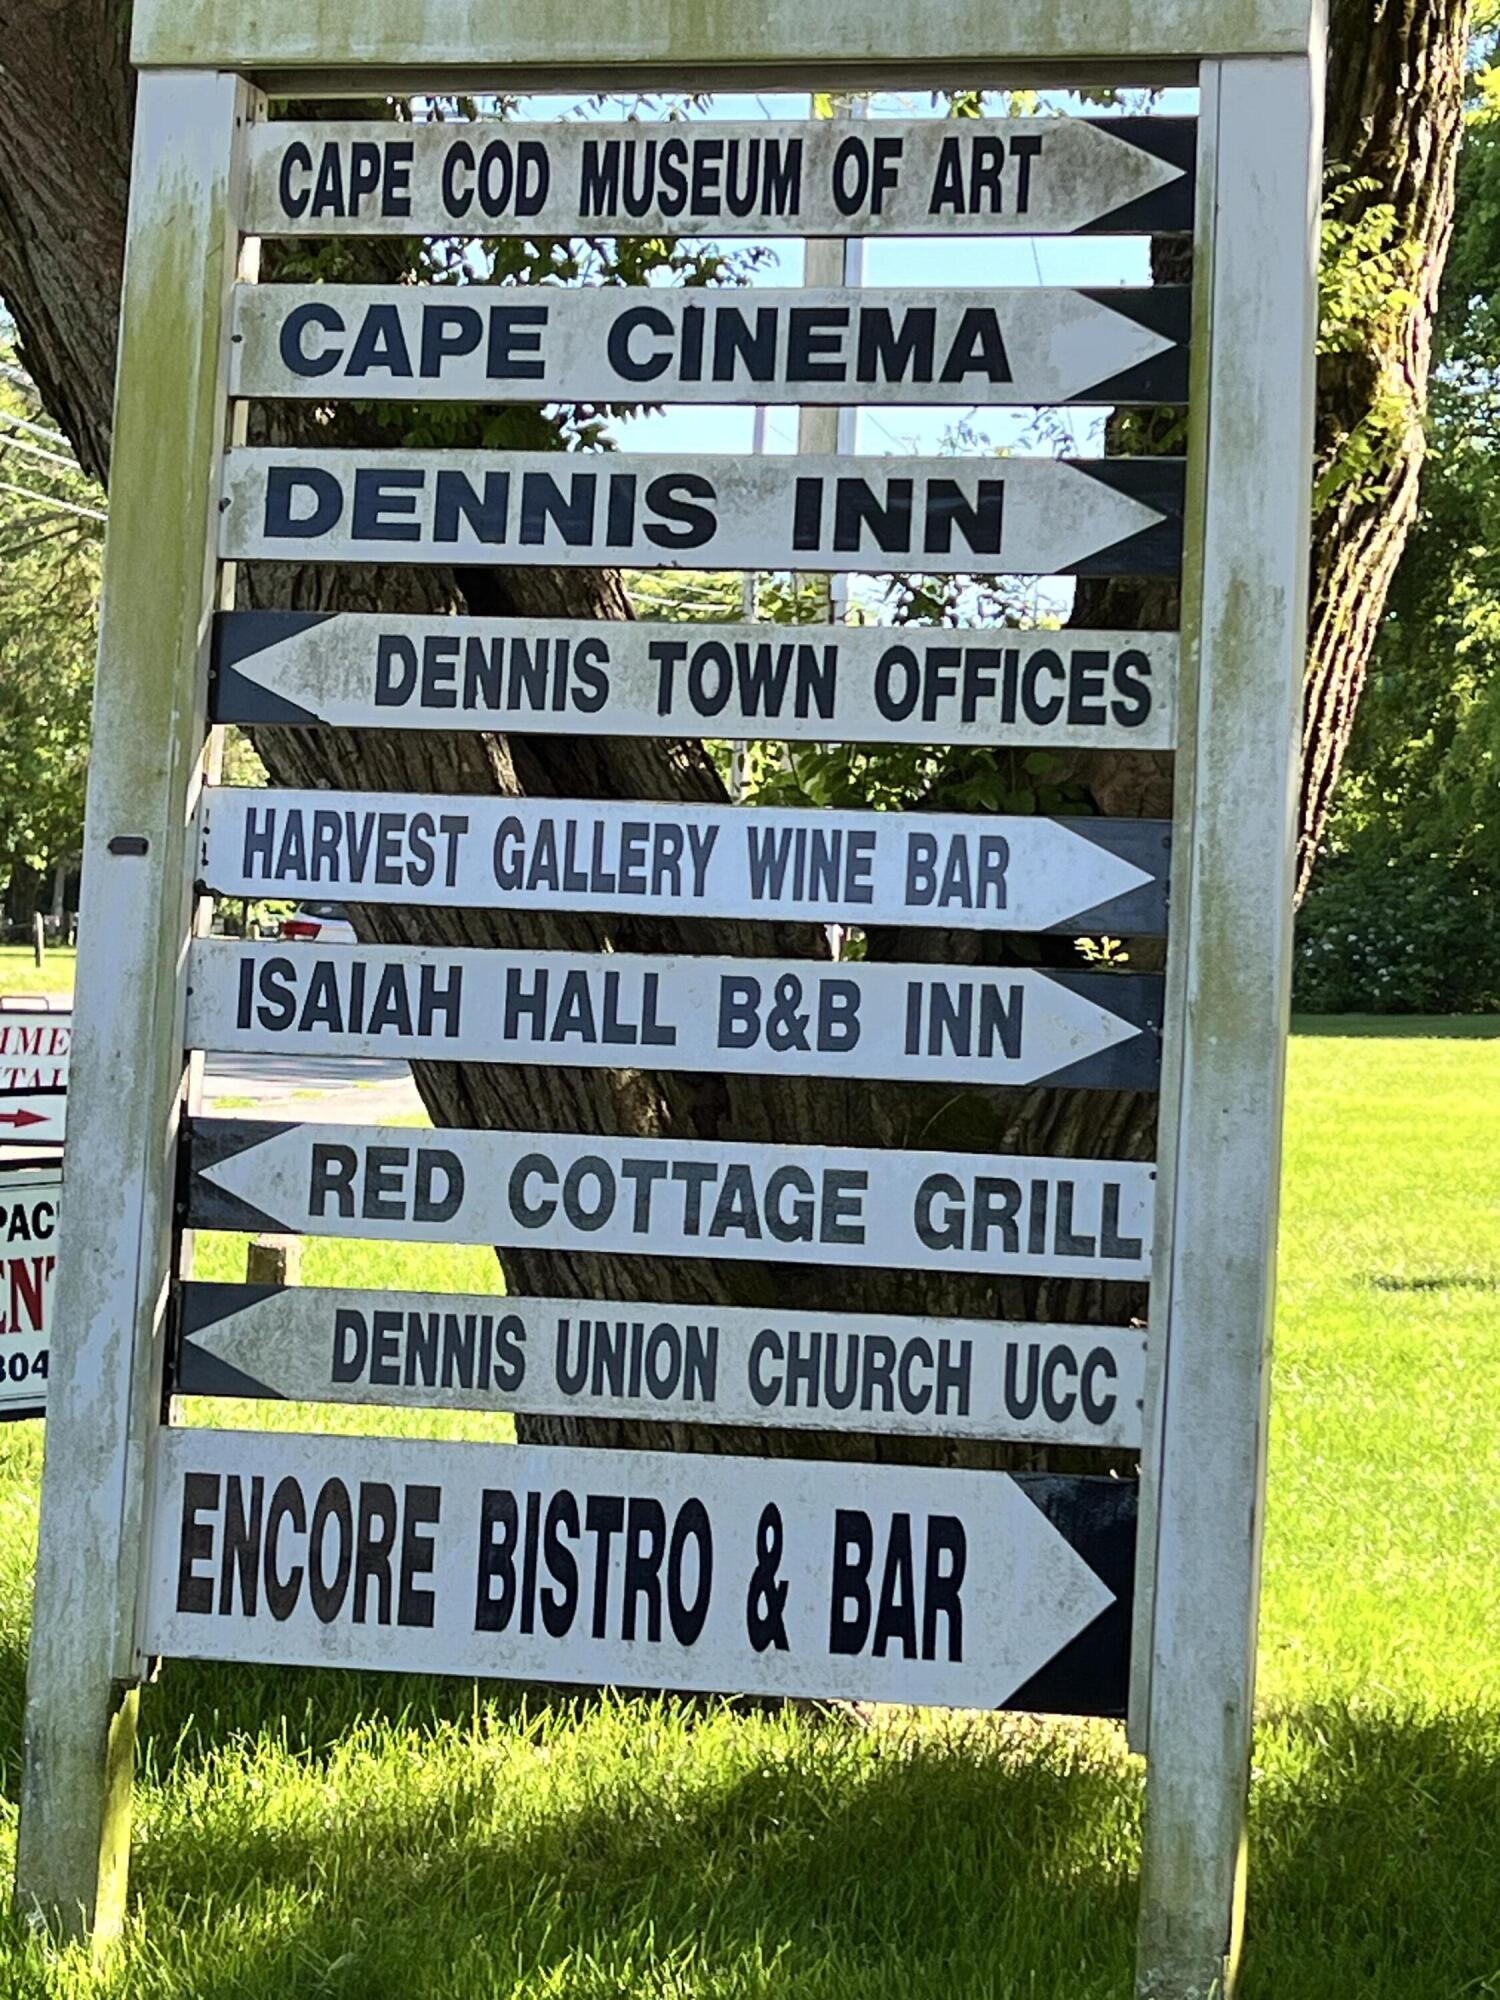 CAPE COD MUSEUM OF ART
CAPE CINEMA
DENNIS INN
DENNIS TOWN OFFICES
HARVEST GALLERY WINE BAR
ISAIAH HALL B&B INN
RED COTTAGE GRILL
DENNIS UNION CHURCH UCC
ENCORE BISTRO & BAR